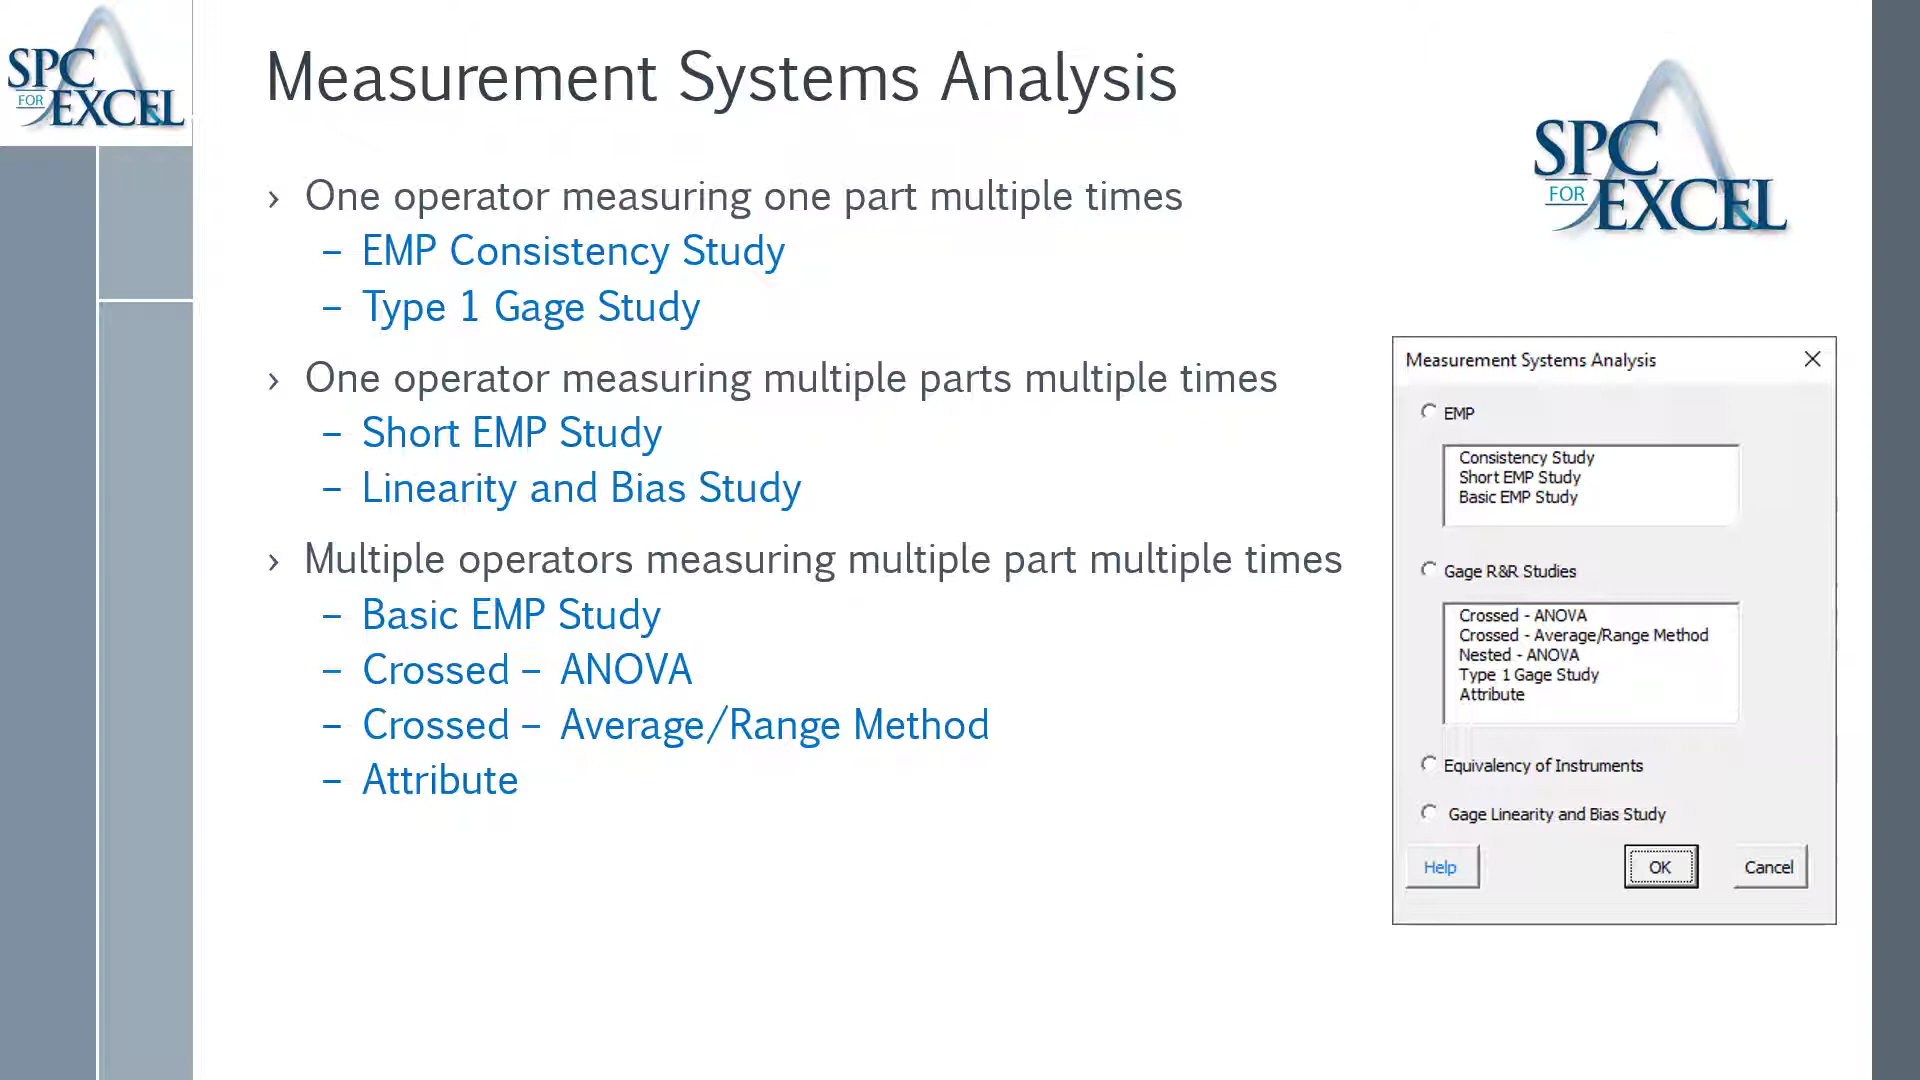 SPC
FOR
EXCEL
Measurement Systems Analysis
SPC
FOR
EXCEL
› One operator measuring one part multiple times
– EMP Consistency Study
– Type 1 Gage Study
› One operator measuring multiple parts multiple times
– Short EMP Study
– Linearity and Bias Study
› Multiple operators measuring multiple part multiple times
– Basic EMP Study
– Crossed – ANOVA
– Crossed – Average/Range Method
– Attribute
Measurement Systems Analysis
EMP
Consistency Study
Short EMP Study
Basic EMP Study
Gage R&R Studies
Crossed - ANOVA
Crossed - Average/Range Method
Nested - ANOVA
Type 1 Gage Study
Attribute
Equivalency of Instruments
Gage Linearity and Bias Study
Help OK Cancel